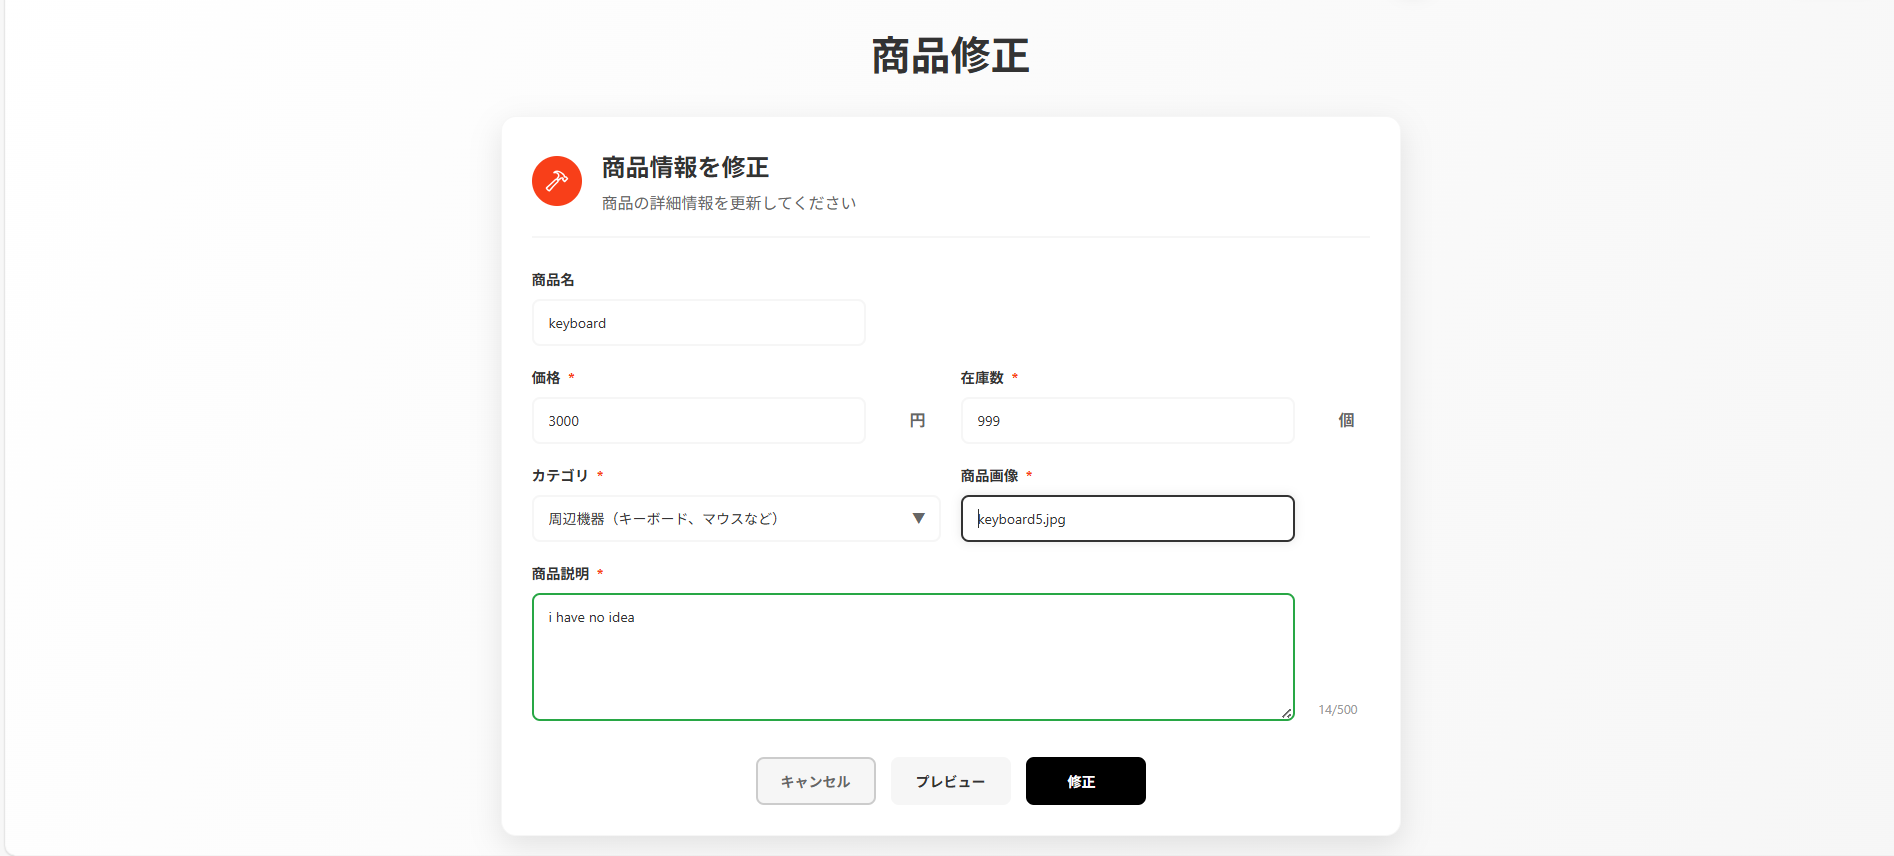 商品修正
商品情報を修正
商品の詳細情報を更新してください
商品名
keyboard
価格 *
在庫数 *
3000
円
999
個
カテゴリ *
商品画像 *
周辺機器（キーボード、マウスなど）
▼
keyboard5.jpg
商品説明 *
i have no idea
14/500
キャンセル
プレビュー
修正